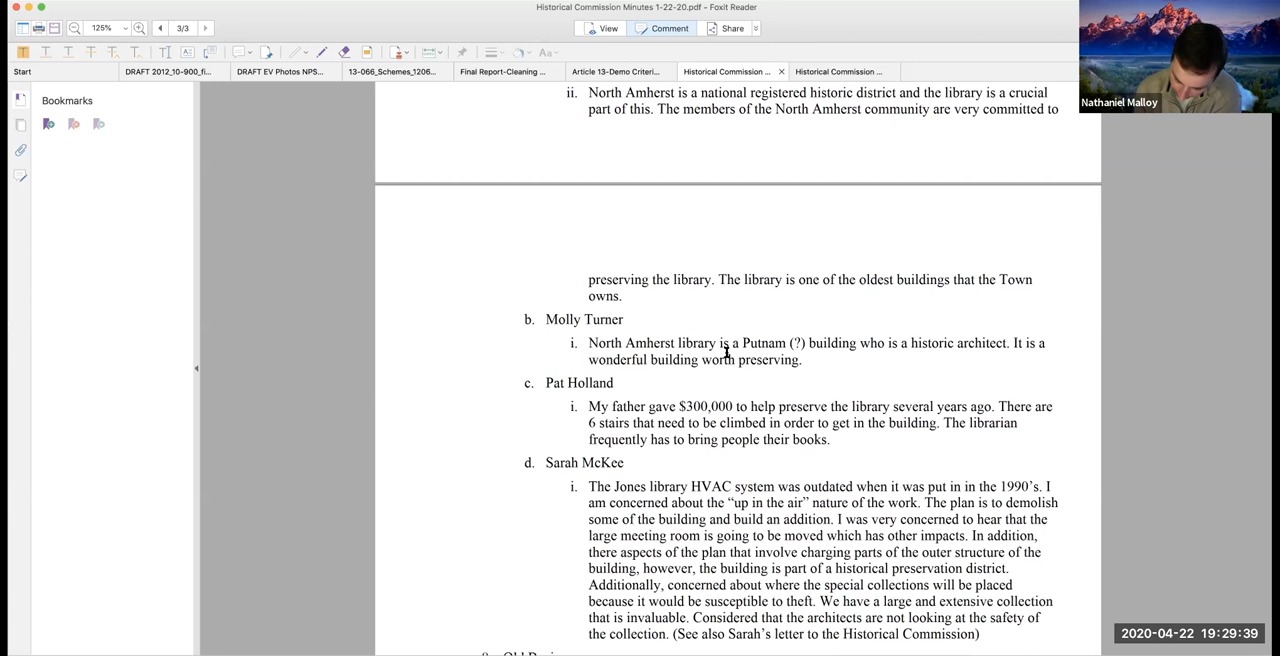 Historical Commission Minutes 1-22-20.pdf - Foxit Reader
125%
3/3
View
Comment
Share
Start
DRAFT 2012_10-900_fi...
DRAFT EV Photos NPS...
13-066_Schemes_1206...
Final Report-Cleaning ...
Article 13-Demo Criteri...
Historical Commission ...
Historical Commission ...
Bookmarks
Nathaniel Malloy
ii. North Amherst is a national registered historic district and the library is a crucial
part of this. The members of the North Amherst community are very committed to
preserving the library. The library is one of the oldest buildings that the Town
owns.
b. Molly Turner
i. North Amherst library is a Putnam (?) building who is a historic architect. It is a
wonderful building worth preserving.
c. Pat Holland
i. My father gave $300,000 to help preserve the library several years ago. There are
6 stairs that need to be climbed in order to get in the building. The librarian
frequently has to bring people their books.
d. Sarah McKee
i. The Jones library HVAC system was outdated when it was put in in the 1990's. I
am concerned about the “up in the air” nature of the work. The plan is to demolish
some of the building and build an addition. I was very concerned to hear that the
large meeting room is going to be moved which has other impacts. In addition,
there aspects of the plan that involve charging parts of the outer structure of the
building, however, the building is part of a historical preservation district.
Additionally, concerned about where the special collections will be placed
because it would be susceptible to theft. We have a large and extensive collection
that is invaluable. Considered that the architects are not looking at the safety of
the collection. (See also Sarah's letter to the Historical Commission)
2020-04-22 19:29:39